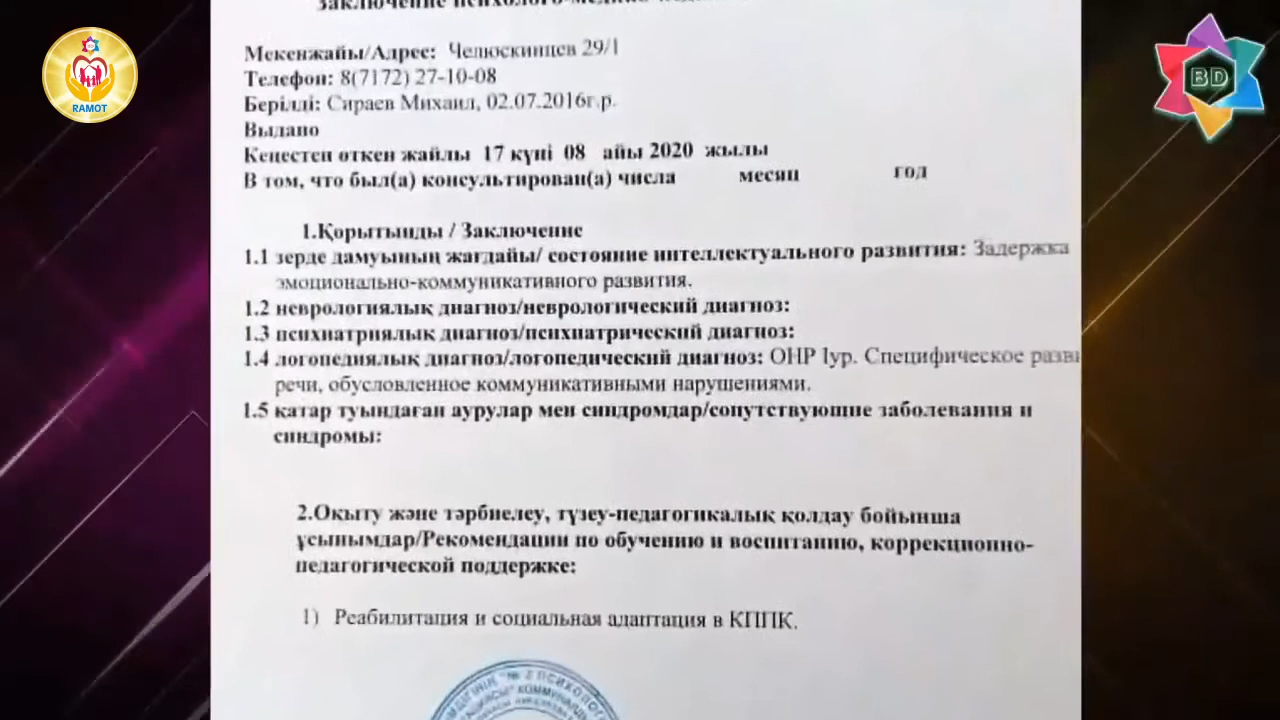 Заключение психолого-медико-
Мекенжайы/Адрес: Челюскинцев 29/1
Телефон: 8(7172) 27-10-08
Берілді: Сираев Михаил, 02.07.2016г.р.
Выдано
Кеңестен өткен жайлы 17 күні 08 айы 2020 жылы
В том, что был(а) консультирован(а) числа месяц год
1.Қорытынды / Заключение
1.1 зерде дамуының жағдайы/ состояние интеллектуального развития: Задержка
эмоционально-коммуникативного развития.
1.2 неврологиялық диагноз/неврологический диагноз:
1.3 психатриялық диагноз/психиатрический диагноз:
1.4 логопедиялық диагноз/логопедический диагноз: ОНР 1ур. Специфическое разви
речи, обусловленное коммуникативными нарушениями.
1.5 қатар туындаған аурулар мен синдромдар/сопутствующие заболевания и
синдромы:
2.Оқыту және тәрбиелеу, түзеу-педагогикалық қолдау бойынша
ұсынымдар/Рекомендации по обучению и воспитанию, коррекционно-
педагогической поддержке:
1) Реабилитация и социальная адаптация в КППК.
RAMOT
BD